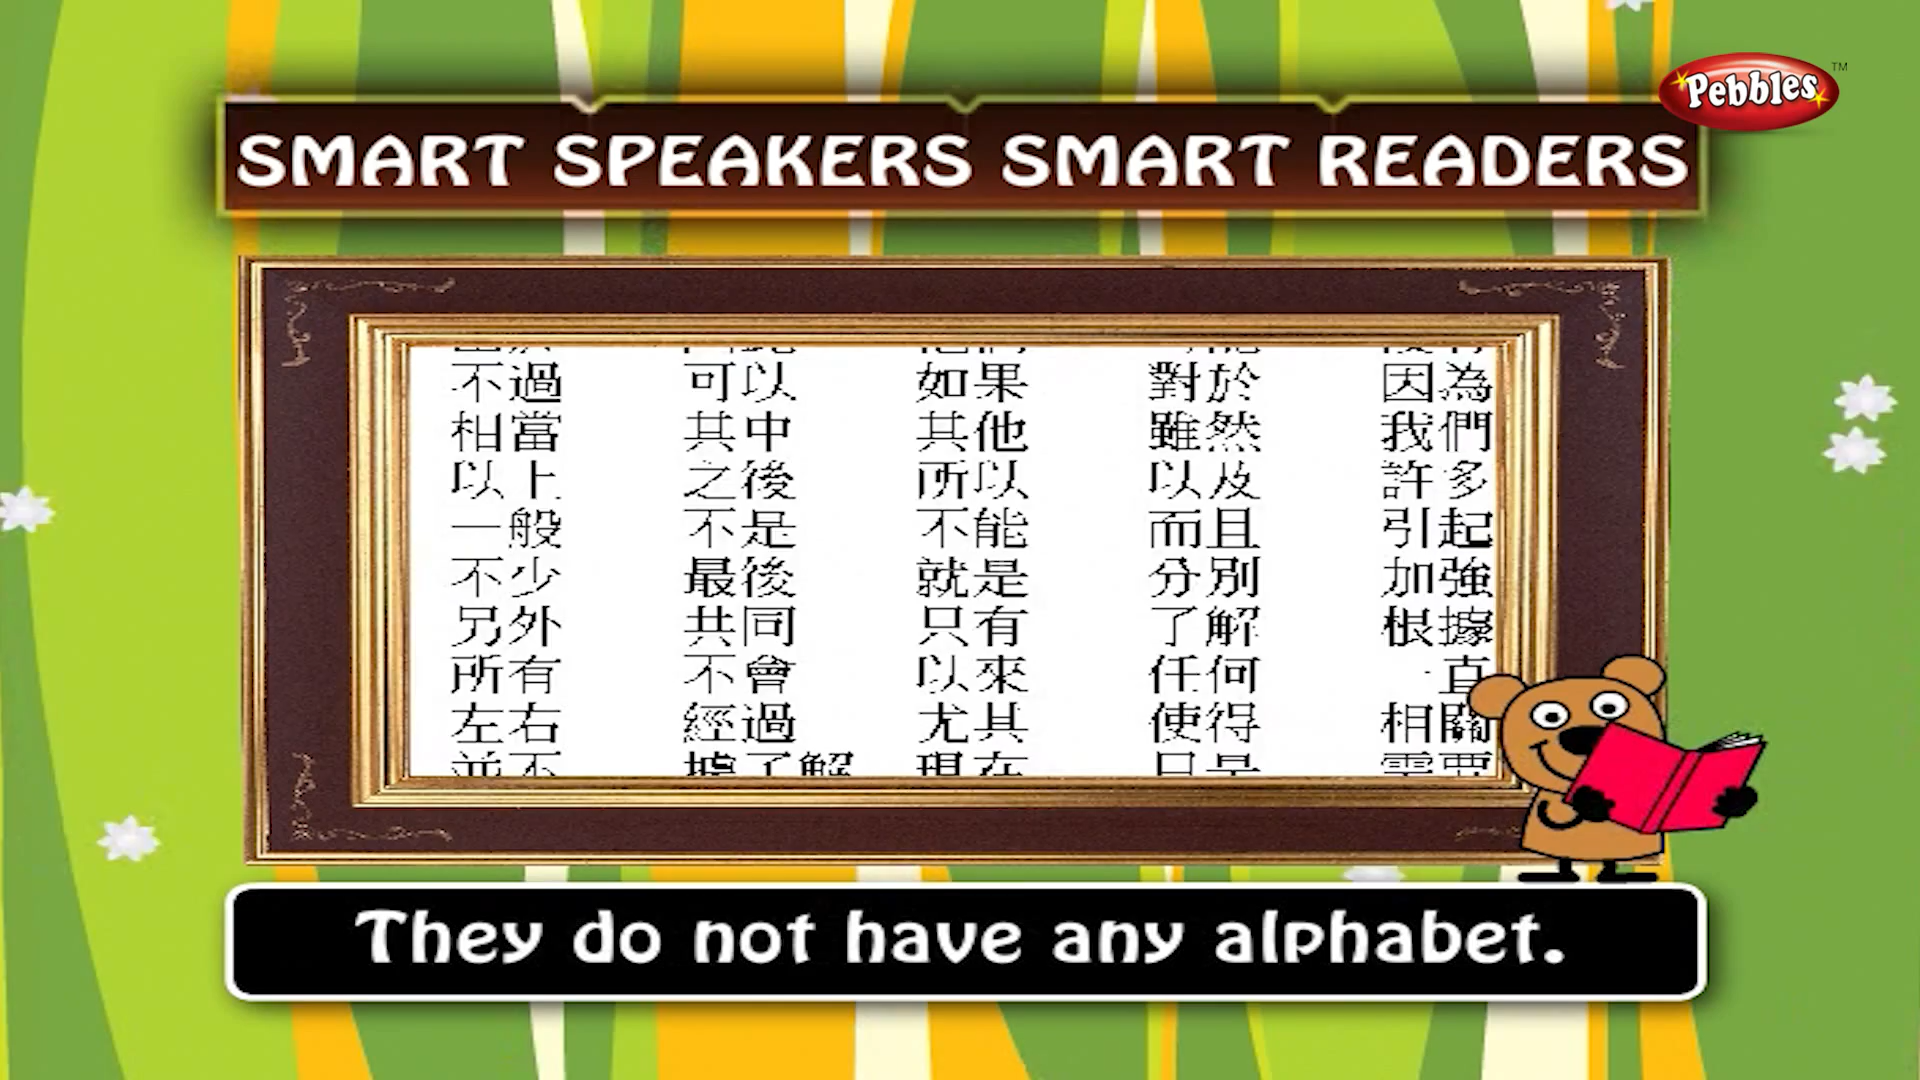 Pebbles™
SMART SPEAKERS SMART READERS
不過 可以 如果 對於 因為
相當 其中 其他 雖然 我們
以上 之後 所以 以及 許多
一般 不是 不能 而且 引起
不少 最後 就是 分別 加強
另外 共同 只有 了解 根據
所有 不會 以來 任何 直
左右 經過 尤其 使得 相關
They do not have any alphabet.